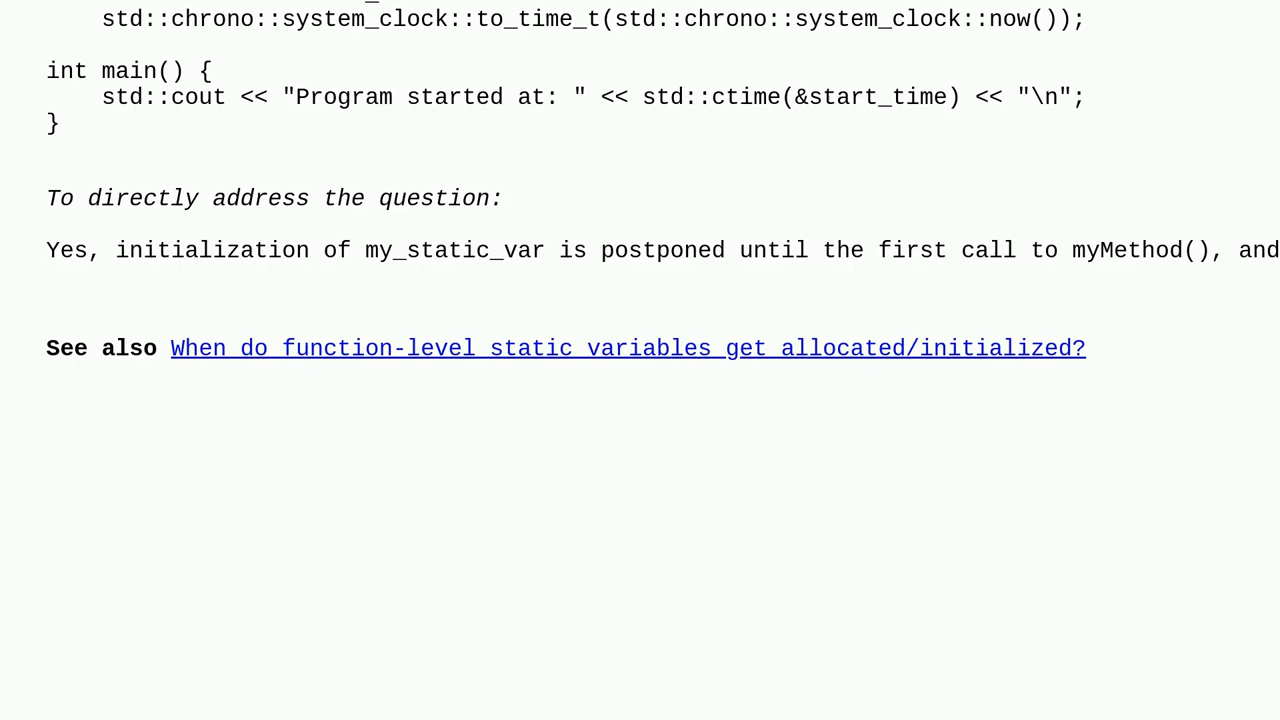 std::chrono::system_clock::to_time_t(std::chrono::system_clock::now());
int main() {
    std::cout << "Program started at: " << std::ctime(&start_time) << "\n";
}
To directly address the question:
Yes, initialization of my_static_var is postponed until the first call to myMethod(), and
See also When do function-level static variables get allocated/initialized?